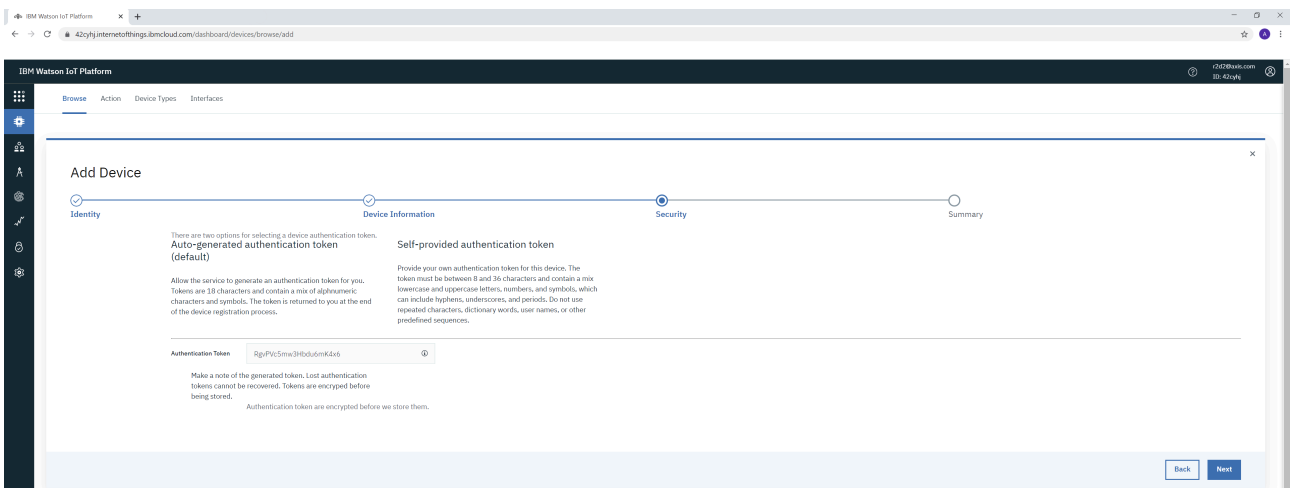 IBM Watson IoT Platform
42cyhj.internetofthings.ibmcloud.com/dashboard/devices/browse/add
A
IBM Watson IoT Platform
r2d2@axis.com
ID: 42cyhj
Browse Action Device Types Interfaces
Add Device
Identity Device Information Security Summary
There are two options for selecting a device authentication token.
Auto-generated authentication token
(default)
Allow the service to generate an authentication token for you.
Tokens are 18 characters and contain a mix of alphnumeric
characters and symbols. The token is returned to you at the end
of the device registration process.
Self-provided authentication token
Provide your own authentication token for this device. The
token must be between 8 and 36 characters and contain a mix
lowercase and uppercase letters, numbers, and symbols, which
can include hyphens, underscores, and periods. Do not use
repeated characters, dictionary words, user names, or other
predefined sequences.
Authentication Token RgvPVc5mw3Hbdu6mK4x6
Make a note of the generated token. Lost authentication
tokens cannot be recovered. Tokens are encryped before
being stored.
Authentication token are encrypted before we store them.
Back Next